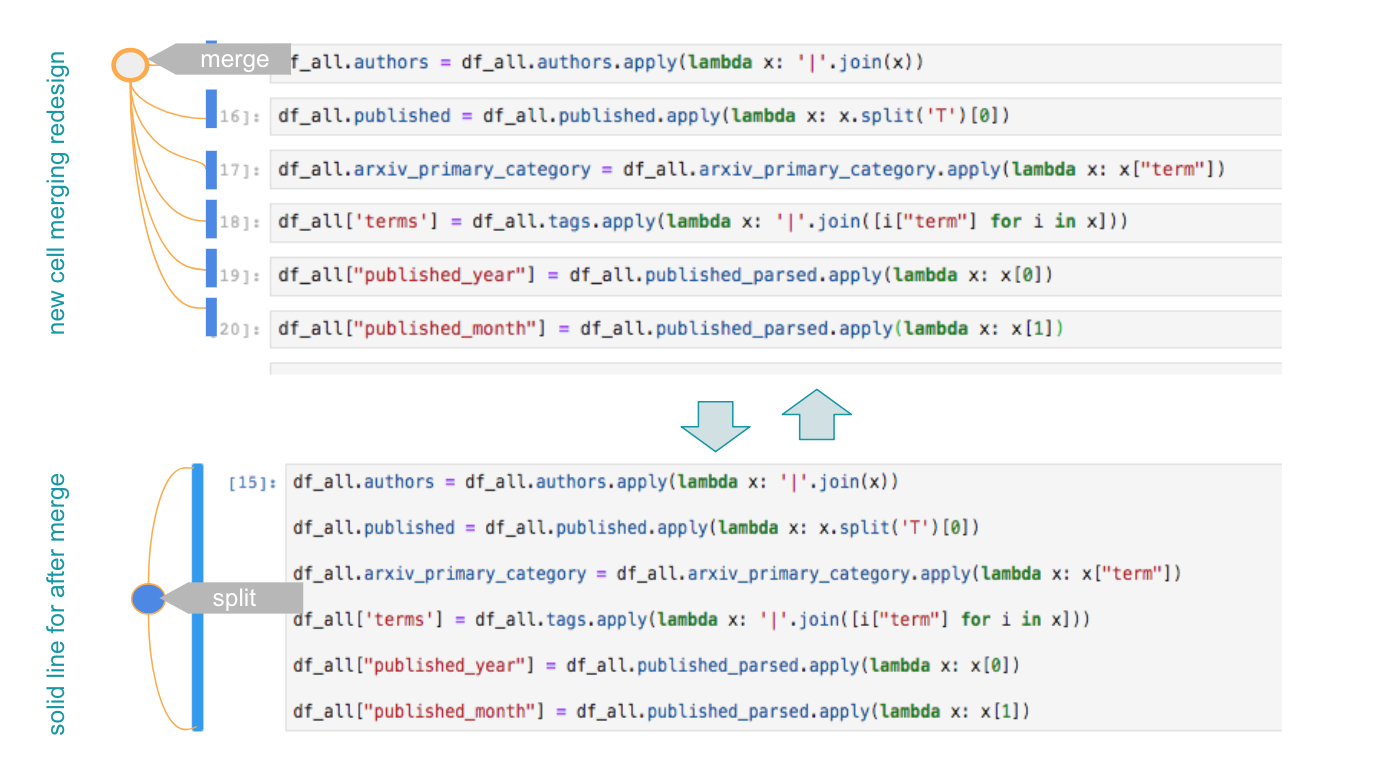 new cell merging redesign
merge
f_all.authors = df_all.authors.apply(lambda x: '|'.join(x))
16]: df_all.published = df_all.published.apply(lambda x: x.split('T')[0])
17]: df_all.arxiv_primary_category = df_all.arxiv_primary_category.apply(lambda x: x["term"])
18]: df_all['terms'] = df_all.tags.apply(lambda x: '|'.join([i["term"] for i in x]))
19]: df_all["published_year"] = df_all.published_parsed.apply(lambda x: x[0])
20]: df_all["published_month"] = df_all.published_parsed.apply(lambda x: x[1])
solid line for after merge
split
[15]: df_all.authors = df_all.authors.apply(lambda x: '|'.join(x))
df_all.published = df_all.published.apply(lambda x: x.split('T')[0])
df_all.arxiv_primary_category = df_all.arxiv_primary_category.apply(lambda x: x["term"])
df_all['terms'] = df_all.tags.apply(lambda x: '|'.join([i["term"] for i in x]))
df_all["published_year"] = df_all.published_parsed.apply(lambda x: x[0])
df_all["published_month"] = df_all.published_parsed.apply(lambda x: x[1])